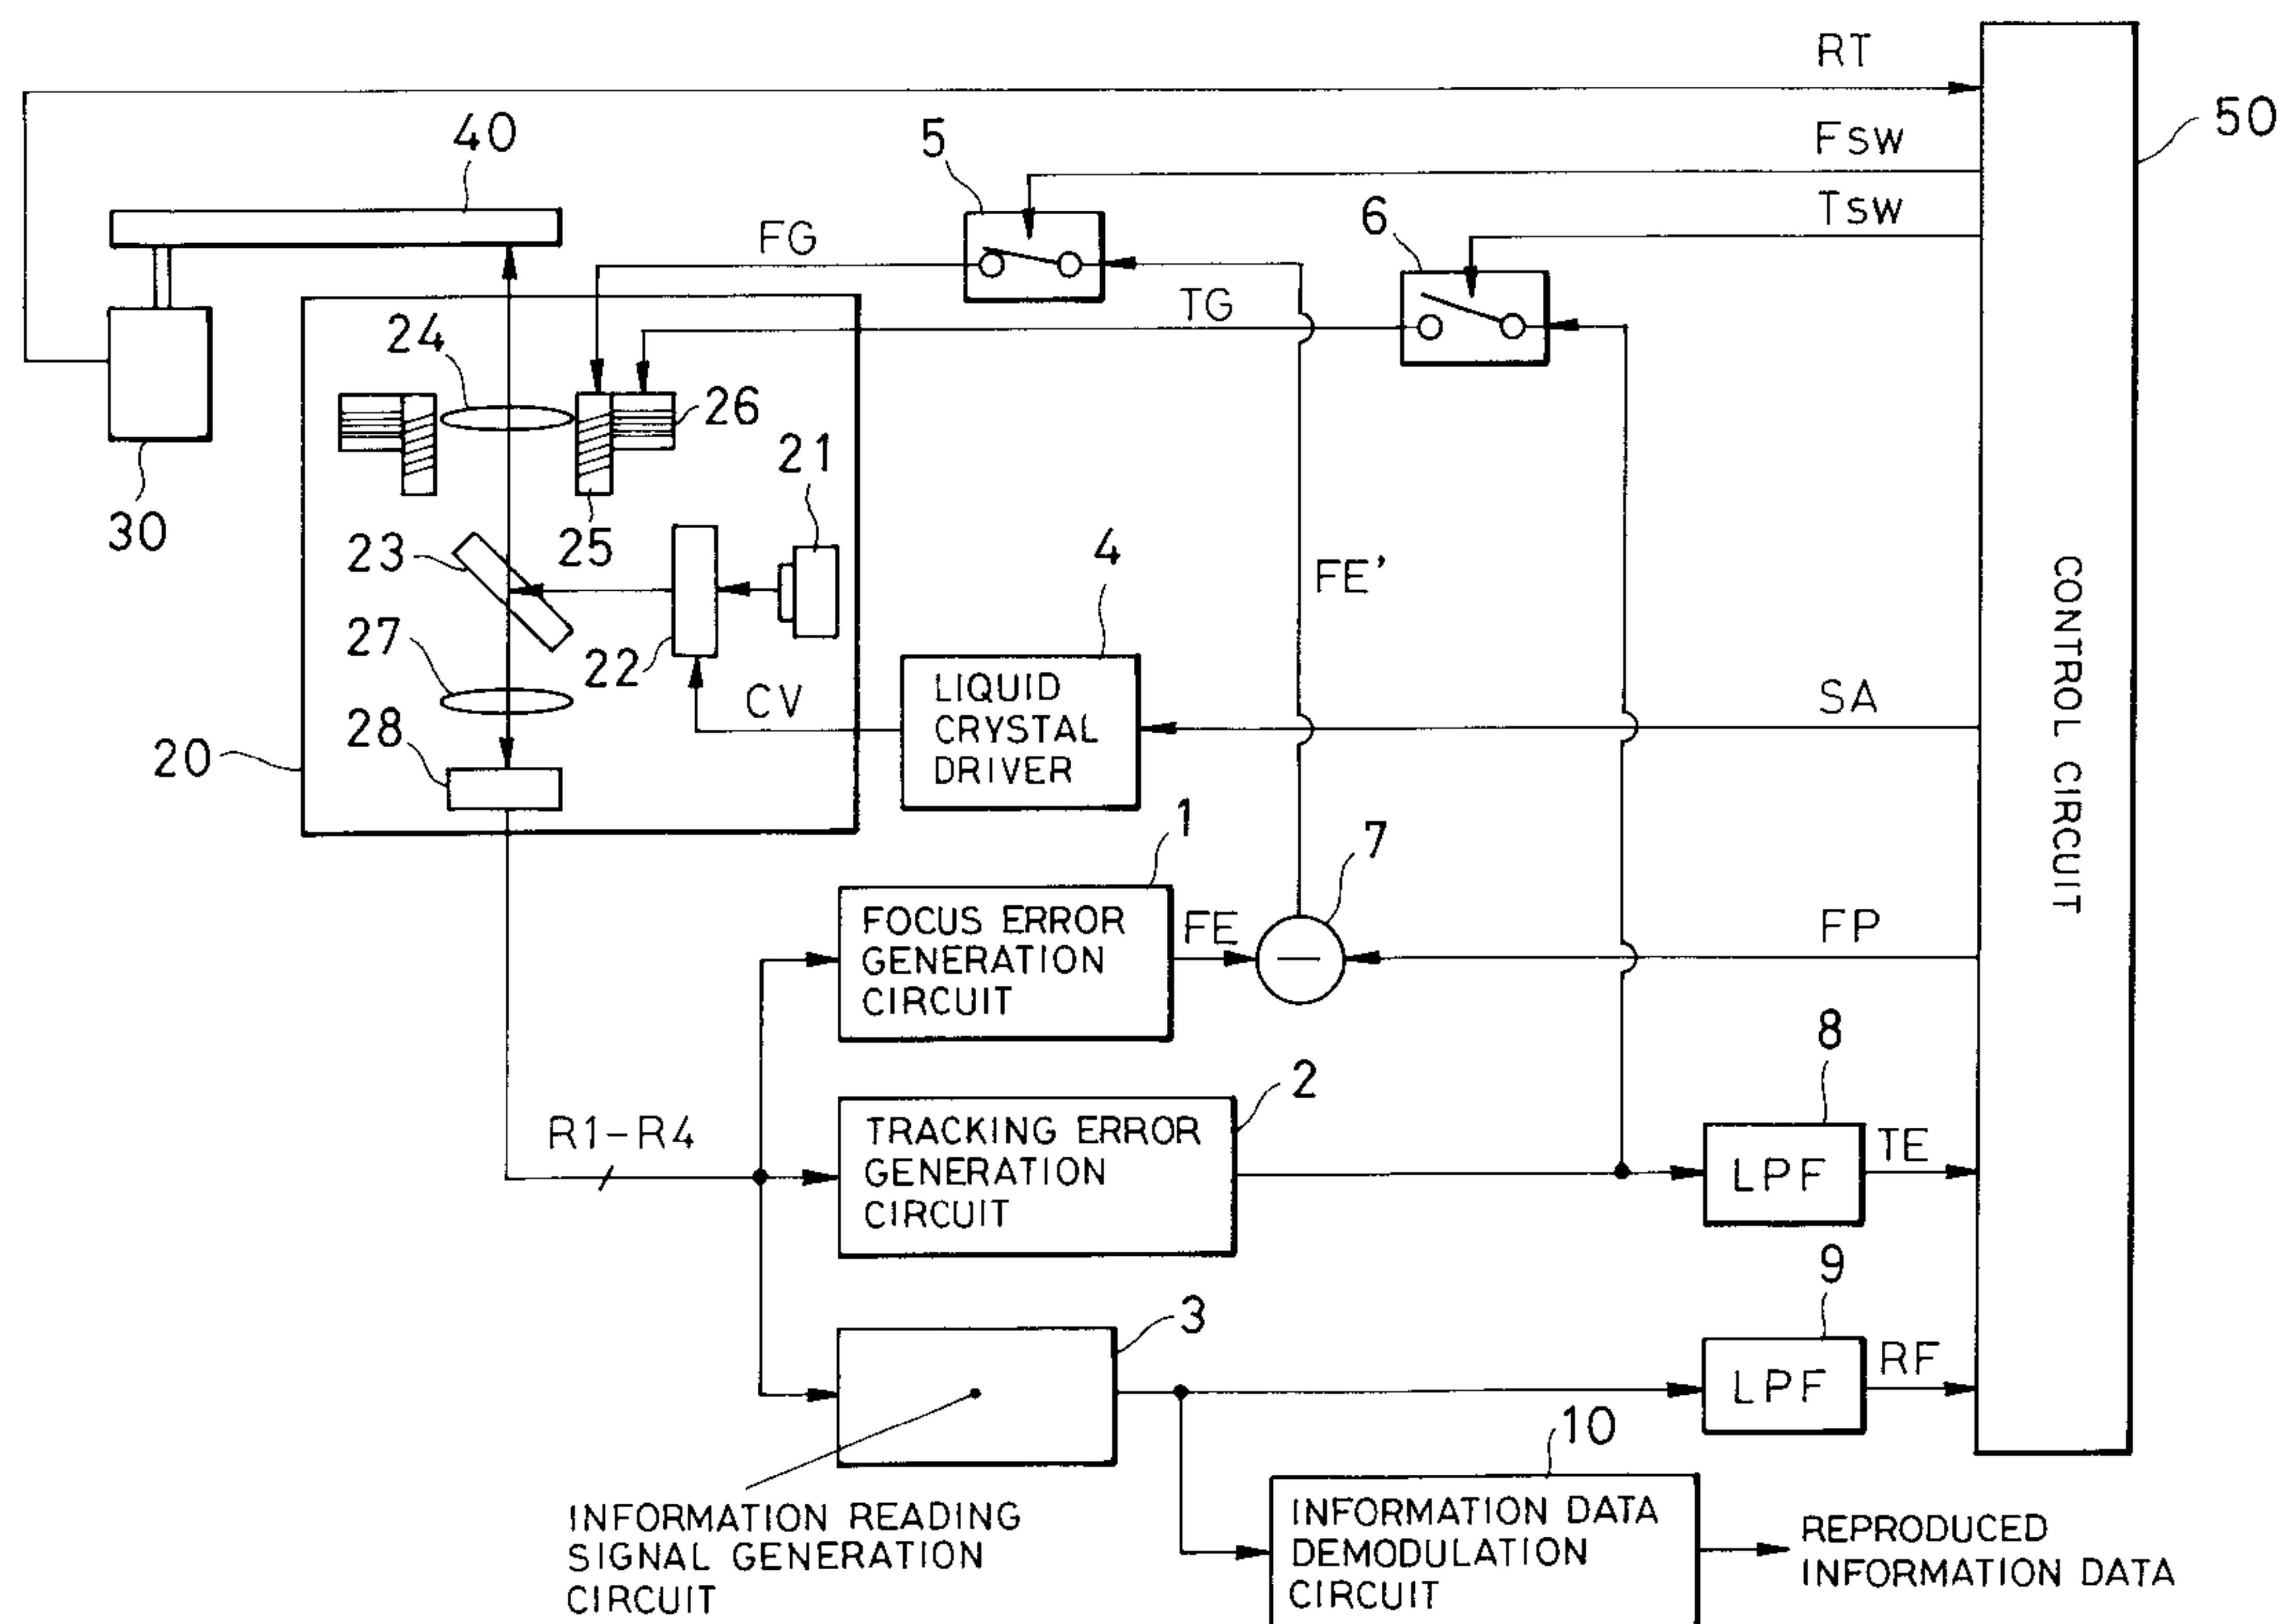 RT
50
40
5
FSW
TSW
6
FG
TG
24
26
21
30
25
23
4
FE'
27
22
CV
LIQUID
CRYSTAL
DRIVER
SA
CONTROL CIRCUIT
28
20
1
7
FOCUS ERROR
GENERATION
CIRCUIT
FE
FP
8
2
R1-R4
TRACKING ERROR
GENERATION
CIRCUIT
LPF
TE
9
3
LPF
RF
10
INFORMATION READING
SIGNAL GENERATION
CIRCUIT
INFORMATION DATA
DEMODULATION
CIRCUIT
REPRODUCED
INFORMATION DATA